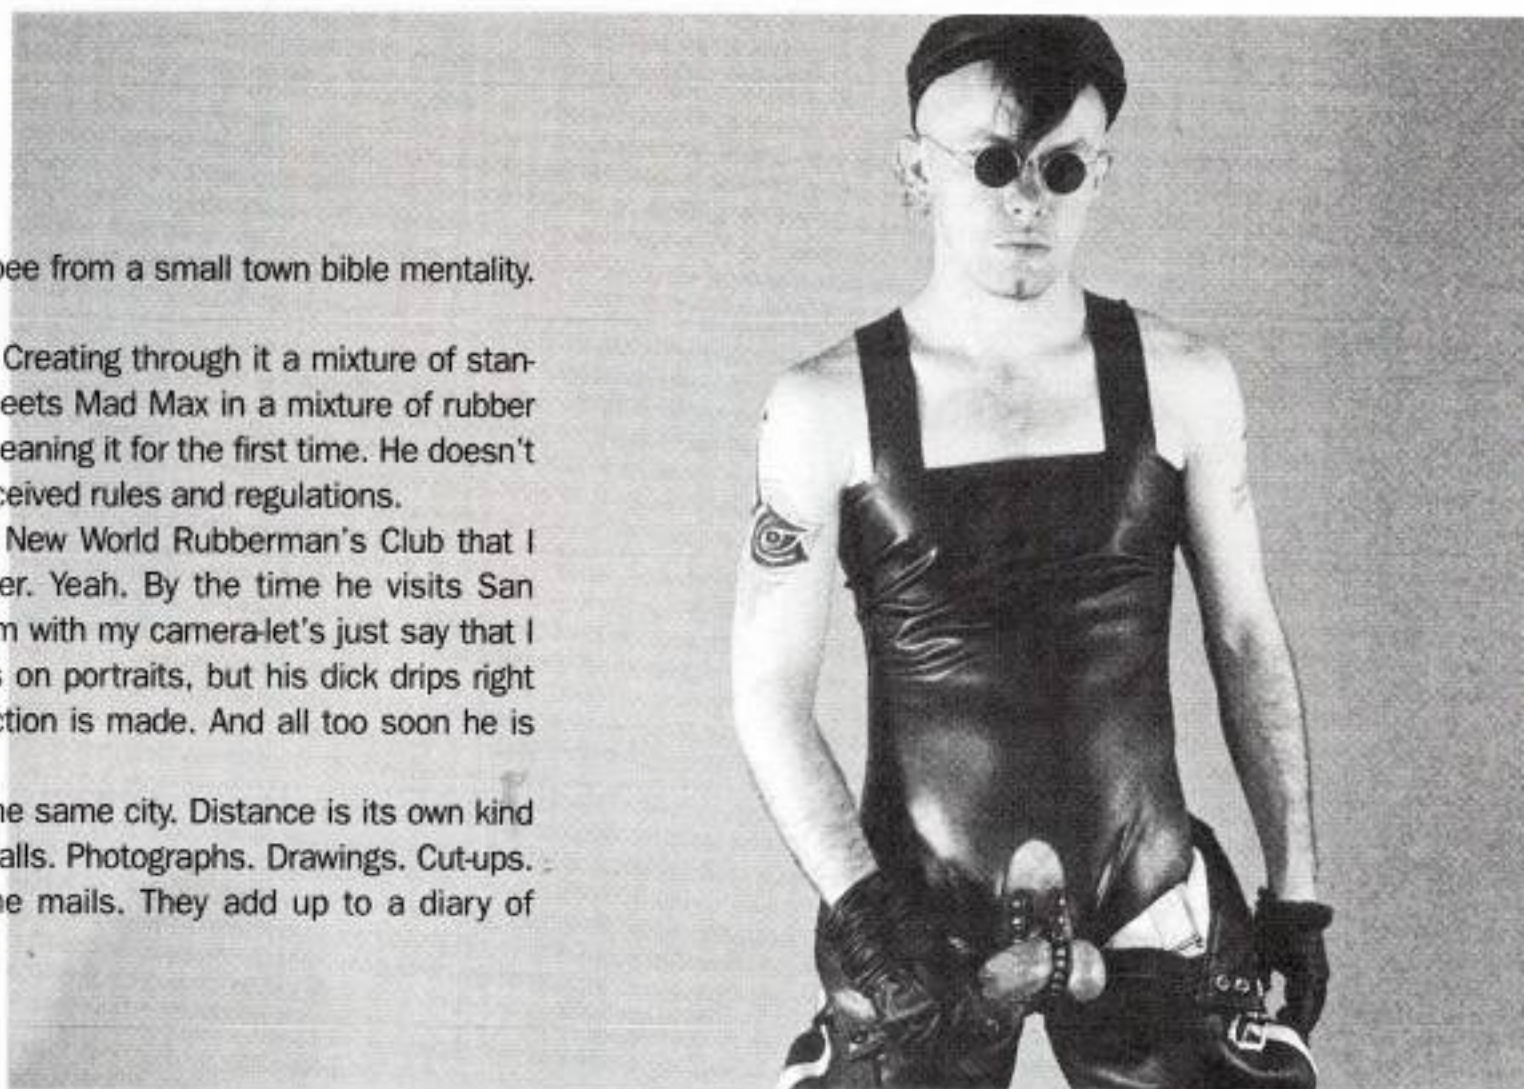 ee from a small town bible mentality.
Creating through it a mixture of stan-
eets Mad Max in a mixture of rubber
eaning it for the first time. He doesn't
ceived rules and regulations.
New World Rubberman's Club that I
er. Yeah. By the time he visits San
m with my camera-let's just say that I
s on portraits, but his dick drips right
ction is made. And all too soon he is
ne same city. Distance is its own kind
alls. Photographs. Drawings. Cut-ups.
ne mails. They add up to a diary of